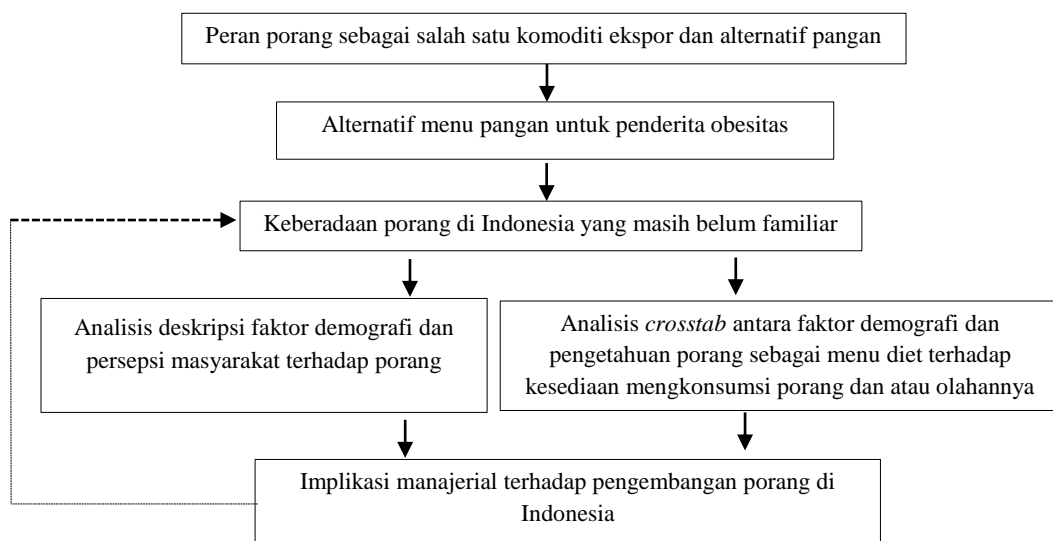 Peran porang sebagai salah satu komoditi ekspor dan alternatif pangan
Alternatif menu pangan untuk penderita obesitas
Keberadaan porang di Indonesia yang masih belum familiar
Analisis deskripsi faktor demografi dan
persepsi masyarakat terhadap porang
Analisis crosstab antara faktor demografi dan
pengetahuan porang sebagai menu diet terhadap
kesediaan mengkonsumsi porang dan atau olahannya
Implikasi manajerial terhadap pengembangan porang di
Indonesia